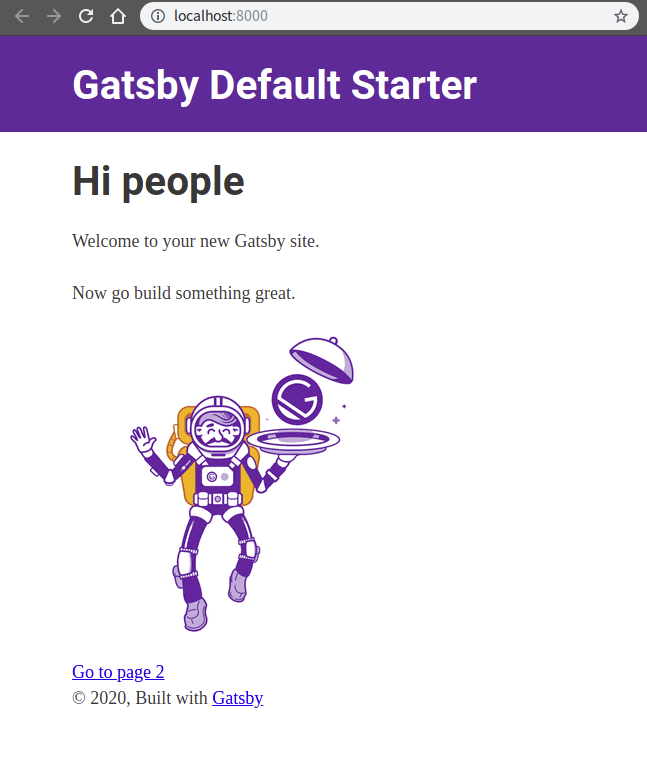 localhost:8000
Gatsby Default Starter
Hi people
Welcome to your new Gatsby site.
Now go build something great.
Go to page 2
© 2020, Built with Gatsby